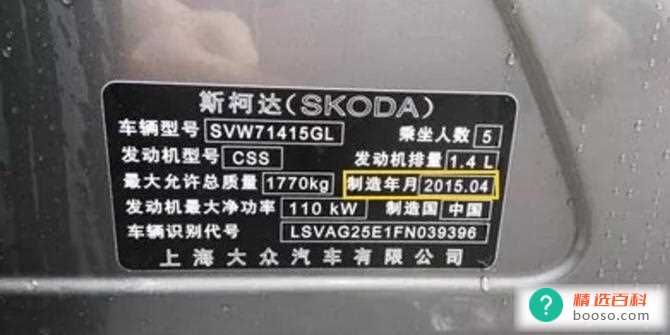 斯柯达(SKODA)
车辆型号 SVW71415GL 乘坐人数 5
发动机型号 CSS 发动机排量 1.4 L
最大允许总质量 1770kg 制造年月 2015.04
发动机最大净功率 110 kW 制造国 中国
车辆识别代号 LSVAG25E1FN039396
上海大众汽车有限公司
? 精选百科
booso.com